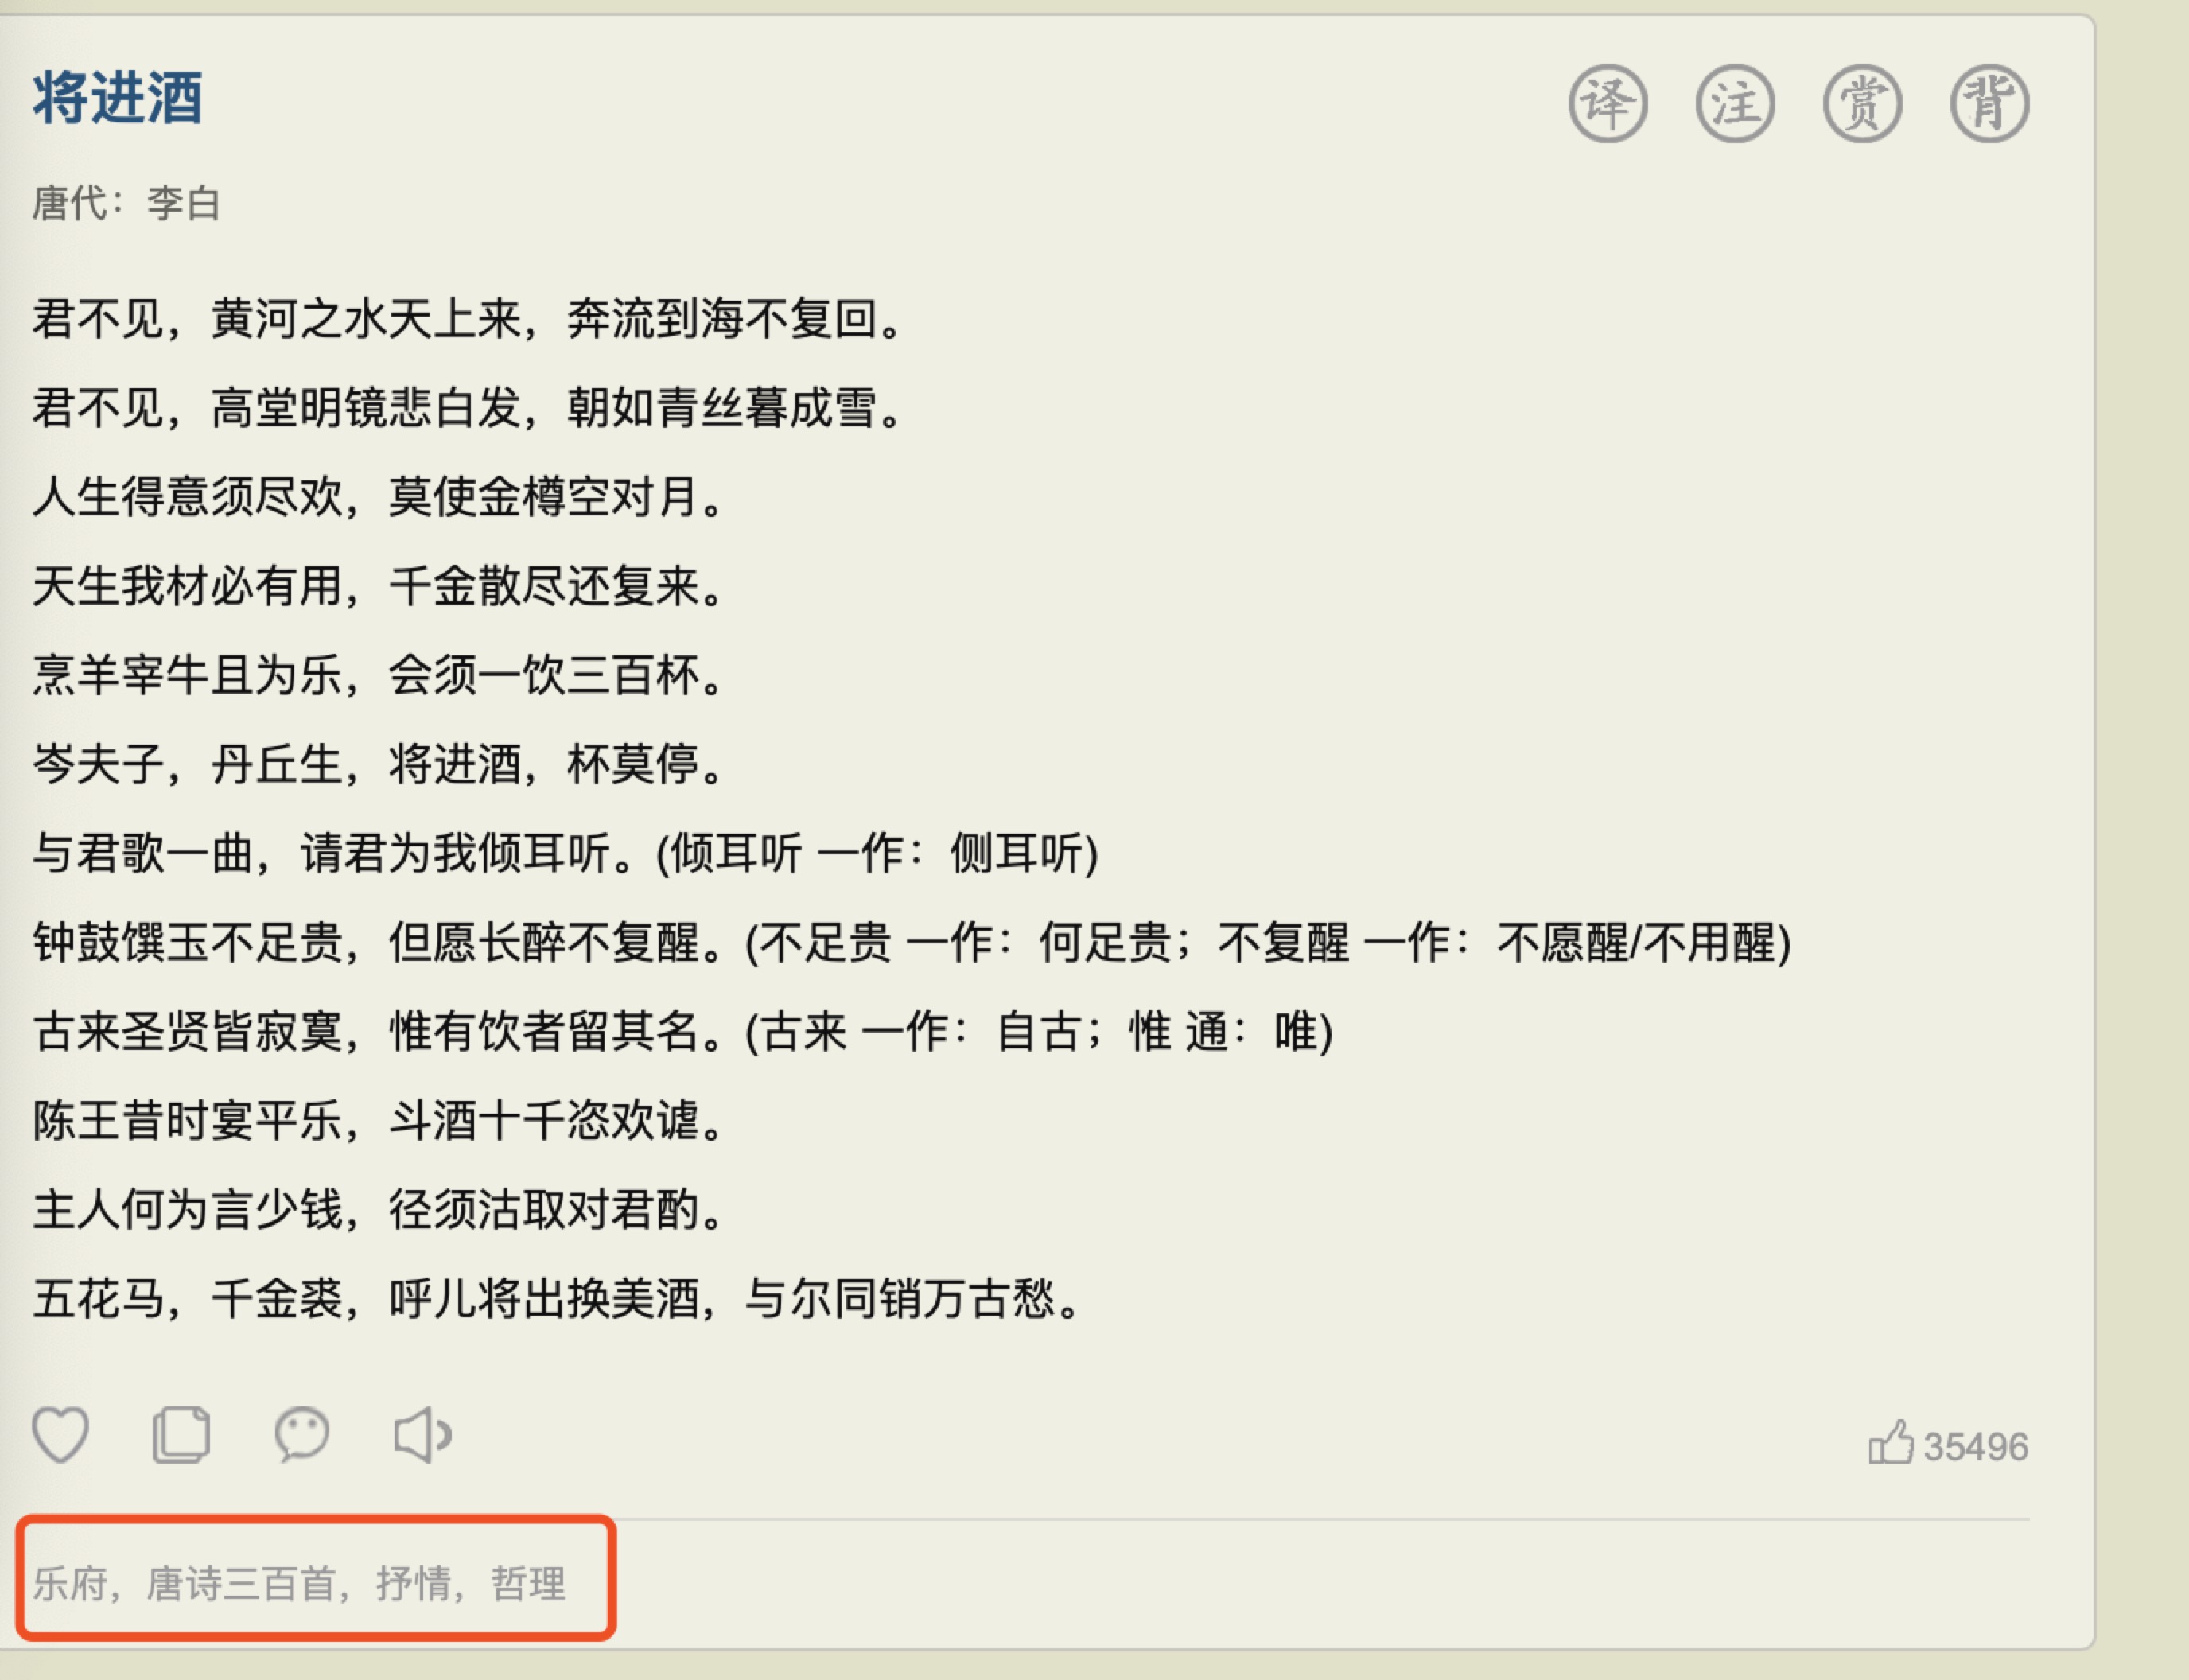 将进酒
译 注 赏 背
唐代：李白
君不见，黄河之水天上来，奔流到海不复回。
君不见，高堂明镜悲白发，朝如青丝暮成雪。
人生得意须尽欢，莫使金樽空对月。
天生我材必有用，千金散尽还复来。
烹羊宰牛且为乐，会须一饮三百杯。
岑夫子，丹丘生，将进酒，杯莫停。
与君歌一曲，请君为我倾耳听。(倾耳听 一作：侧耳听)
钟鼓馔玉不足贵，但愿长醉不复醒。(不足贵 一作：何足贵；不复醒 一作：不愿醒/不用醒)
古来圣贤皆寂寞，惟有饮者留其名。(古来 一作：自古；惟 通：唯)
陈王昔时宴平乐，斗酒十千恣欢谑。
主人何为言少钱，径须沽取对君酌。
五花马，千金裘，呼儿将出换美酒，与尔同销万古愁。
35496
乐府，唐诗三百首，抒情，哲理